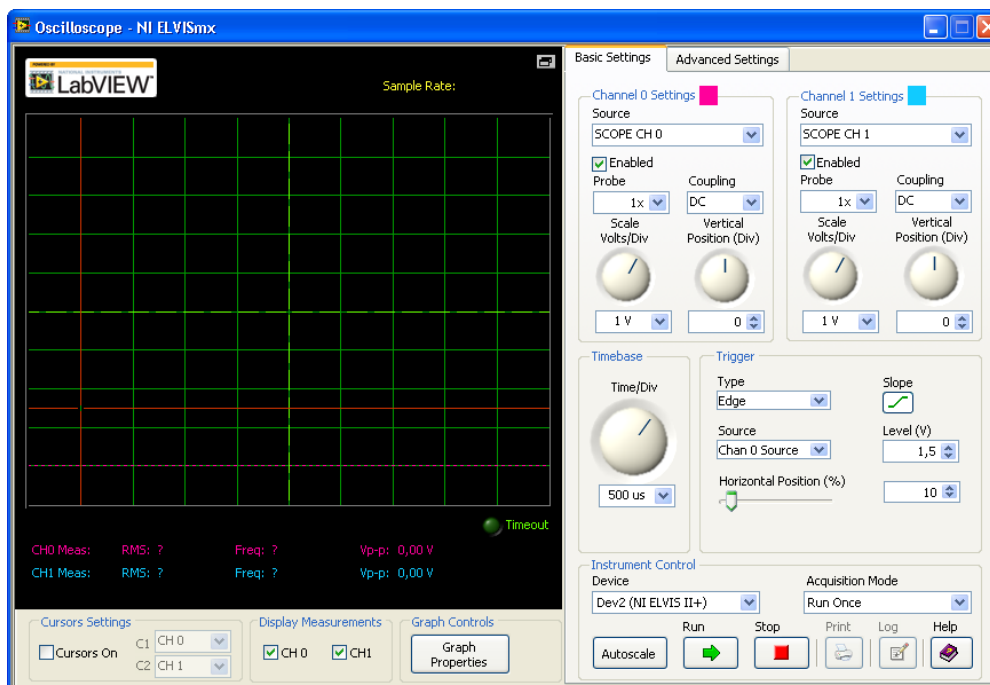 Oscilloscope - NI ELVISmx
POWERED BY
NATIONAL INSTRUMENTS
LabVIEW™
Sample Rate:
Timeout
CH0 Meas: RMS: ? Freq: ? Vp-p: 0,00 V
CH1 Meas: RMS: ? Freq: ? Vp-p: 0,00 V
Cursors Settings
Cursors On
C1 CH 0
C2 CH 1
Display Measurements
CH 0 CH1
Graph Controls
Graph
Properties
Basic Settings Advanced Settings
Channel 0 Settings
Source
SCOPE CH 0
Enabled
Probe Coupling
1x DC
Scale Vertical
Volts/Div Position (Div)
1 V 0
Channel 1 Settings
Source
SCOPE CH 1
Enabled
Probe Coupling
1x DC
Scale Vertical
Volts/Div Position (Div)
1 V 0
Timebase
Time/Div
500 us
Trigger
Type Slope
Edge
Source Level (V)
Chan 0 Source 1,5
Horizontal Position (%)
10
Instrument Control
Device Acquisition Mode
Dev2 (NI ELVIS II+) Run Once
Run Stop Print Log Help
Autoscale